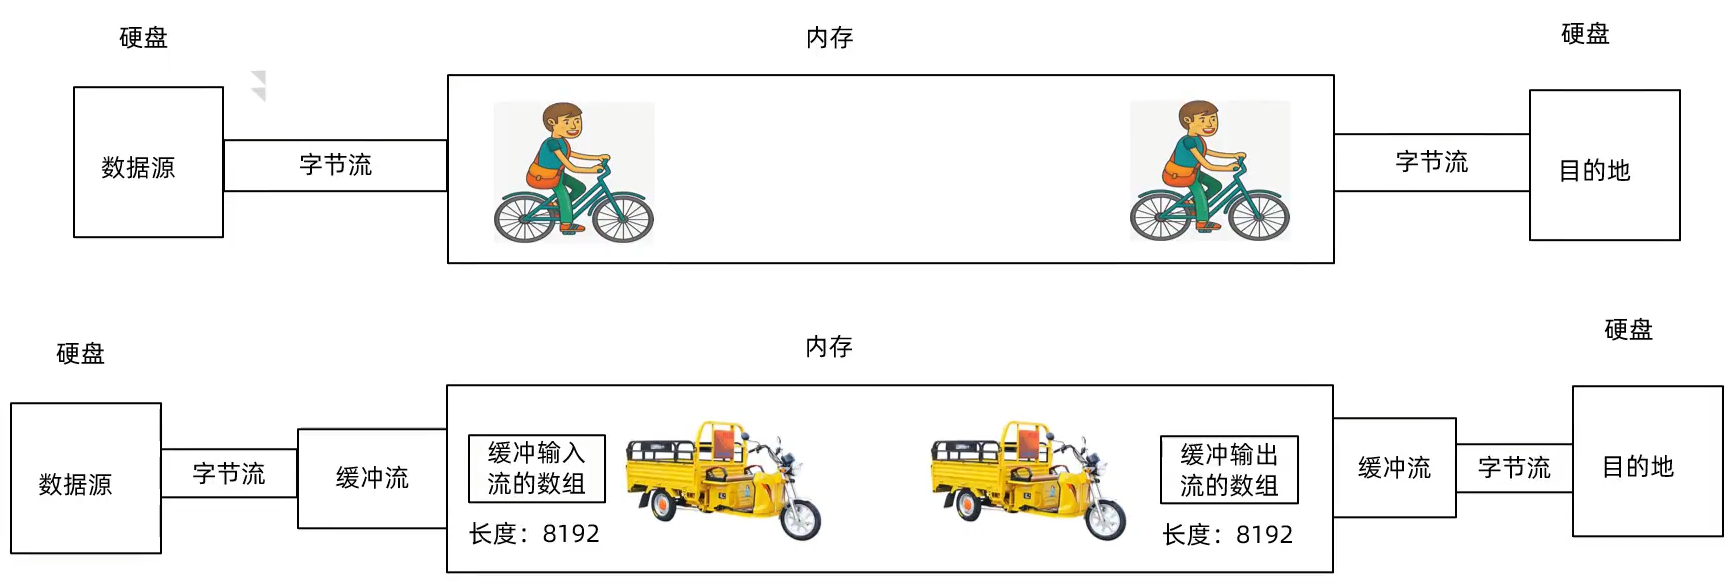 硬盘
内存
硬盘
数据源
字节流
字节流
目的地
硬盘
内存
硬盘
数据源
字节流
缓冲流
缓冲输入
流的数组
长度：8192
缓冲输出
流的数组
长度：8192
缓冲流
字节流
目的地